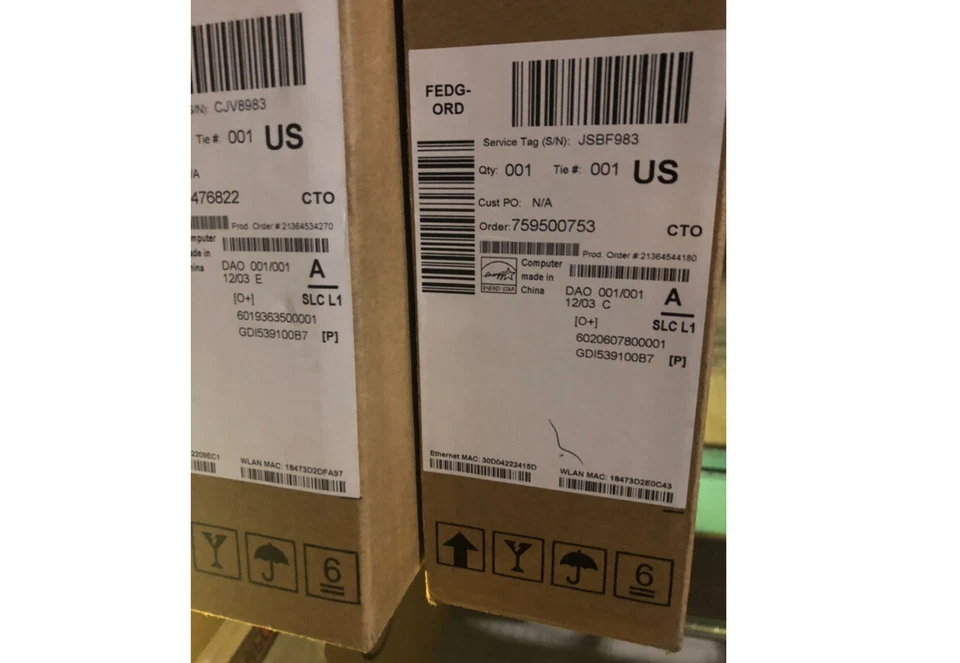 S/N): CJV8983
Tie #: 001 US
/A
476822 CTO
Prod. Order #:21364534270
made in
DAO 001/001 A
12/03 E
[O+] SLC L1
6019363500001
GDI539100B7 [P]
2209EC1
WLAN MAC: 18473D2DFA97
6
FEDG-
ORD
Service Tag (S/N): JSBF983
Qty: 001 Tie #: 001 US
Cust PO: N/A
Order:759500753 CTO
Prod. Order #:21364544180
ENERGY STAR
Computer
made in
China
DAO 001/001 A
12/03 C
[O+] SLC L1
6020607800001
GDI539100B7 [P]
Ethernet MAC: 30D04222415D
WLAN MAC: 18473D2E0C43
6